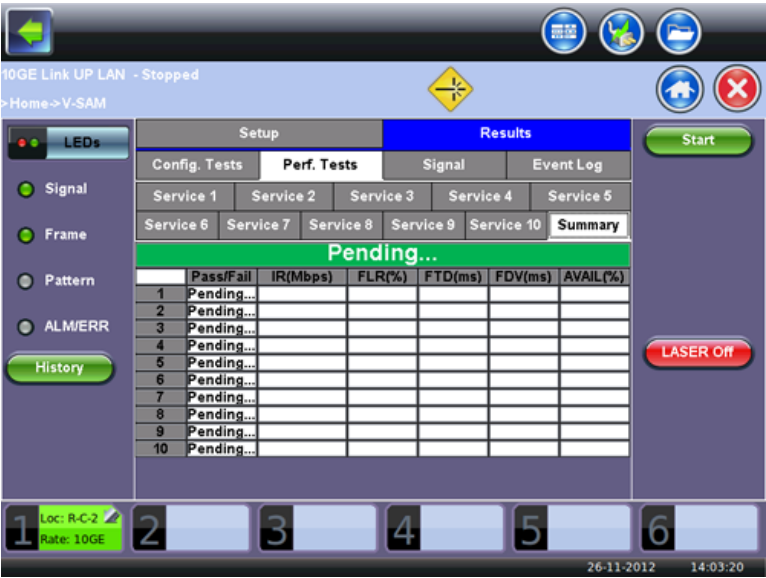 10GE Link UP LAN - Stopped
>Home->V-SAM
LEDs
Signal
Frame
Pattern
ALM/ERR
History
Setup Results
Config. Tests Perf. Tests Signal Event Log
Service 1 Service 2 Service 3 Service 4 Service 5
Service 6 Service 7 Service 8 Service 9 Service 10 Summary
Pending...
Pass/Fail IR(Mbps) FLR(%) FTD(ms) FDV(ms) AVAIL(%)
1 Pending...
2 Pending...
3 Pending...
4 Pending...
5 Pending...
6 Pending...
7 Pending...
8 Pending...
9 Pending...
10 Pending...
Start
LASER Off
1 Loc: R-C-2
Rate: 10GE
2 3 4 5 6
26-11-2012 14:03:20